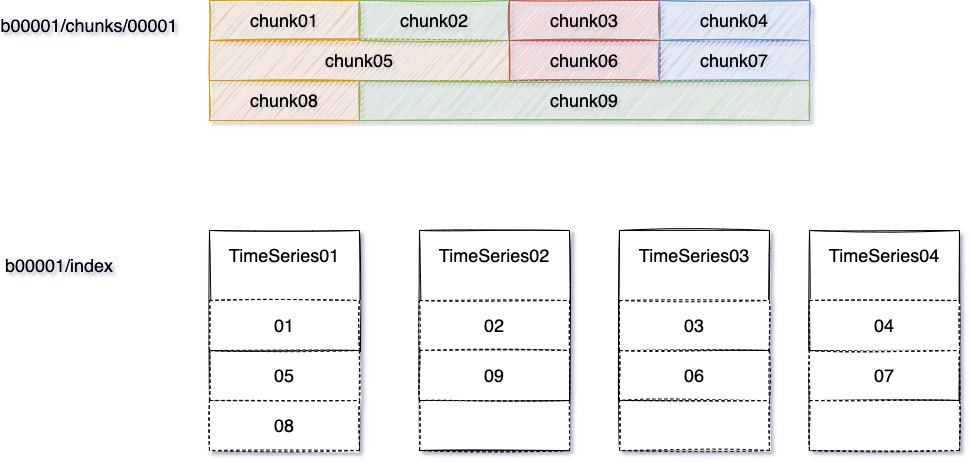 b00001/chunks/00001
chunk01 chunk02 chunk03 chunk04
chunk05 chunk06 chunk07
chunk08 chunk09
b00001/index
TimeSeries01 TimeSeries02 TimeSeries03 TimeSeries04
01 02 03 04
05 09 06 07
08